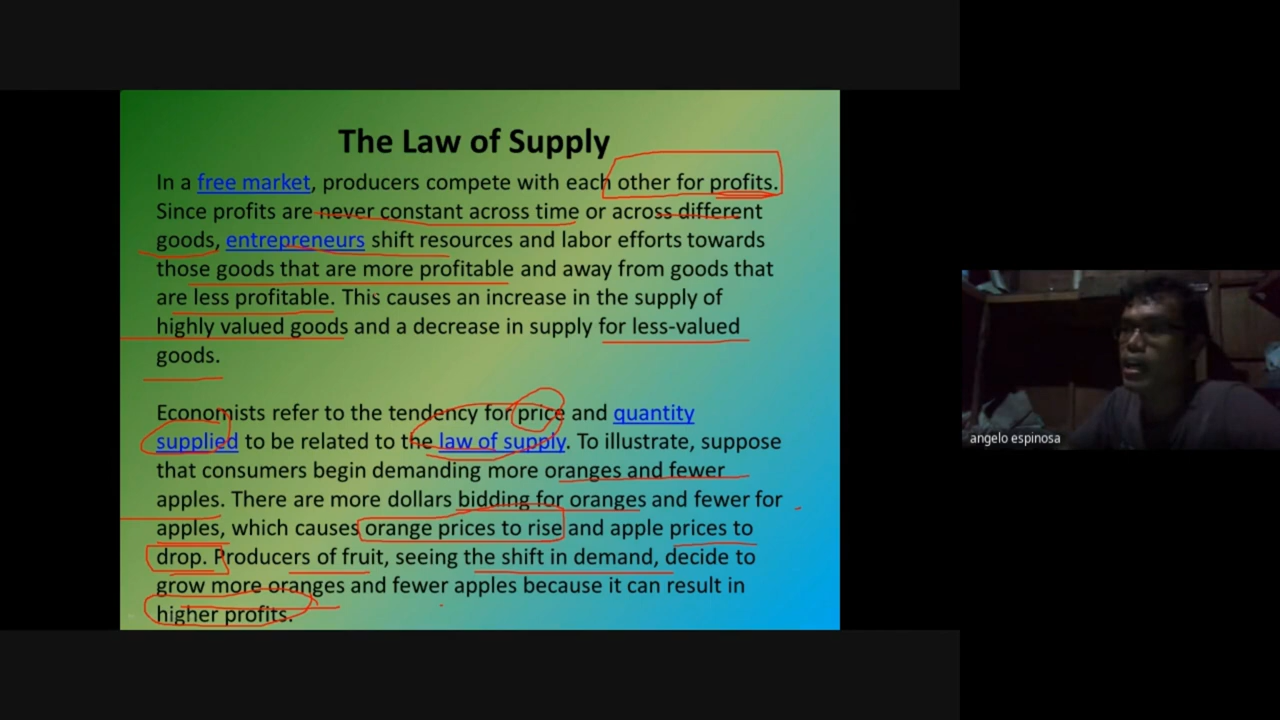 The Law of Supply
In a free market, producers compete with each other for profits.
Since profits are never constant across time or across different
goods, entrepreneurs shift resources and labor efforts towards
those goods that are more profitable and away from goods that
are less profitable. This causes an increase in the supply of
highly valued goods and a decrease in supply for less-valued
goods.
Economists refer to the tendency for price and quantity
supplied to be related to the law of supply. To illustrate, suppose
that consumers begin demanding more oranges and fewer
apples. There are more dollars bidding for oranges and fewer for
apples, which causes orange prices to rise and apple prices to
drop. Producers of fruit, seeing the shift in demand, decide to
grow more oranges and fewer apples because it can result in
higher profits.
angelo espinosa